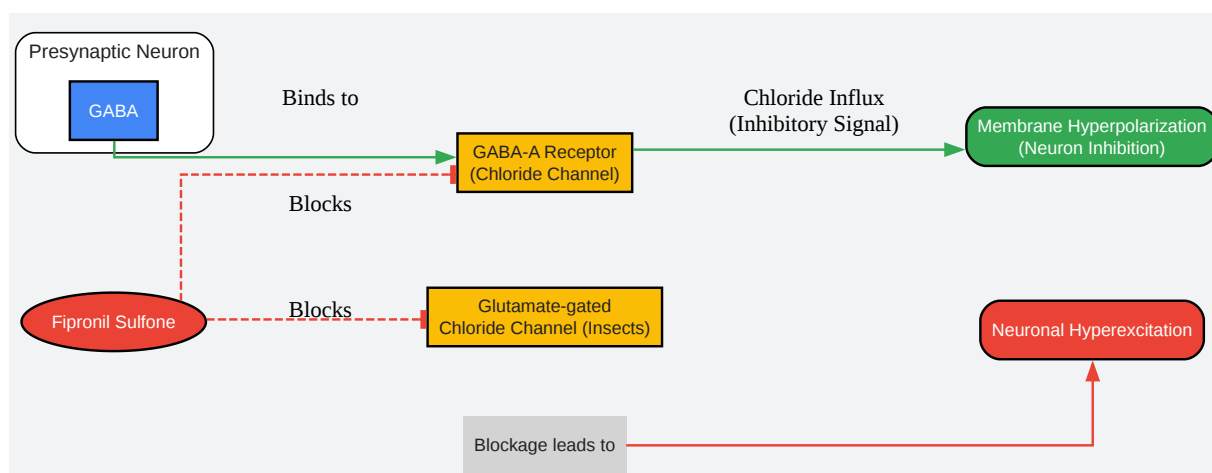 Presynaptic Neuron
GABA
Binds to
Chloride Influx
(Inhibitory Signal)
Membrane Hyperpolarization
(Neuron Inhibition)
GABA-A Receptor
(Chloride Channel)
Blocks
Fipronil Sulfone
Blocks
Glutamate-gated
Chloride Channel (Insects)
Neuronal Hyperexcitation
Blockage leads to